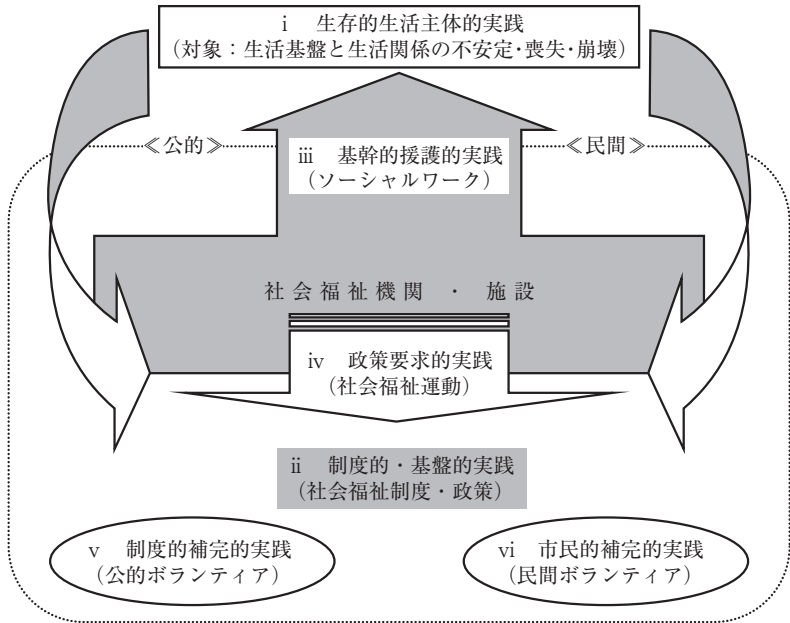 ⅰ 生存的生活主体的実践
(対象：生活基盤と生活関係の不安定・喪失・崩壊)
≪公的≫
≪民間≫
ⅲ 基幹的援護的実践
(ソーシャルワーク)
社会福祉機関 ・ 施設
ⅳ 政策要求的実践
(社会福祉運動)
ⅱ 制度的・基盤的実践
(社会福祉制度・政策)
ⅴ 制度的補完的実践
(公的ボランティア)
ⅵ 市民的補完的実践
(民間ボランティア)